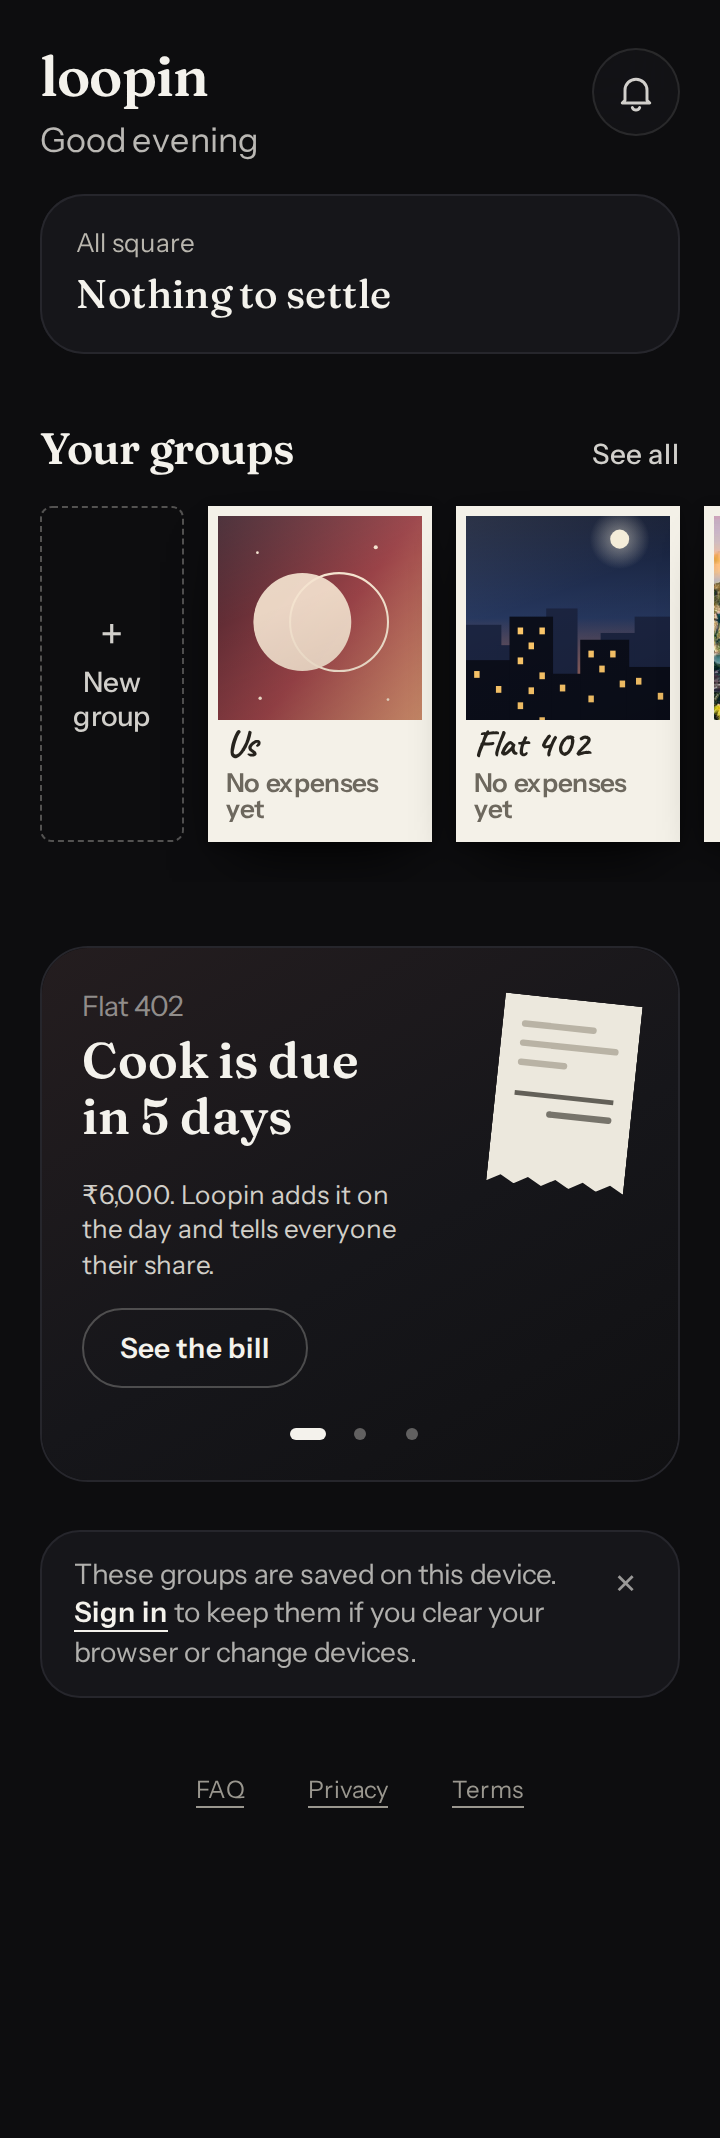 loopin
Good evening
All square
Nothing to settle
Your groups
See all
+
New
group
Us
No expenses
yet
Flat 402
No expenses
yet
Flat 402
Cook is due
in 5 days
₹6,000. Loopin adds it on
the day and tells everyone
their share.
See the bill
These groups are saved on this device.
Sign in to keep them if you clear your
browser or change devices.
FAQ
Privacy
Terms